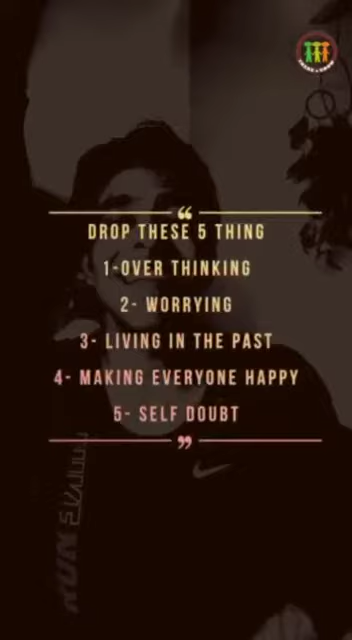 DROP THESE 5 THING
1-OVER THINKING
2- WORRYING
3- LIVING IN THE PAST
4- MAKING EVERYONE HAPPY
5- SELF DOUBT